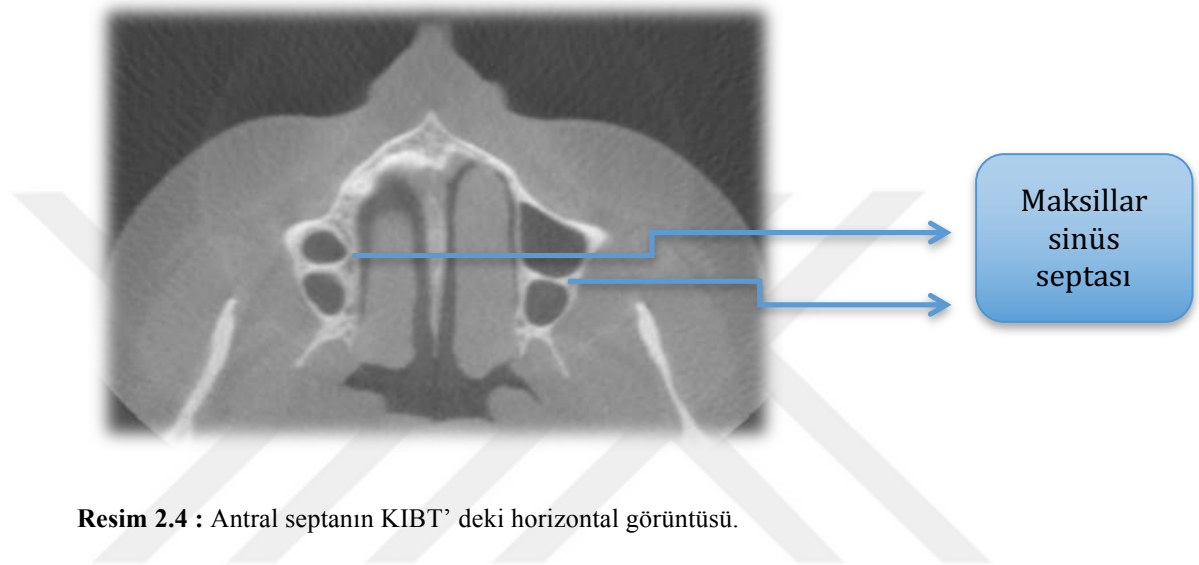 Maksillar
sinüs
septası
Resim 2.4 : Antral septanın KIBT’ deki horizontal görüntüsü.